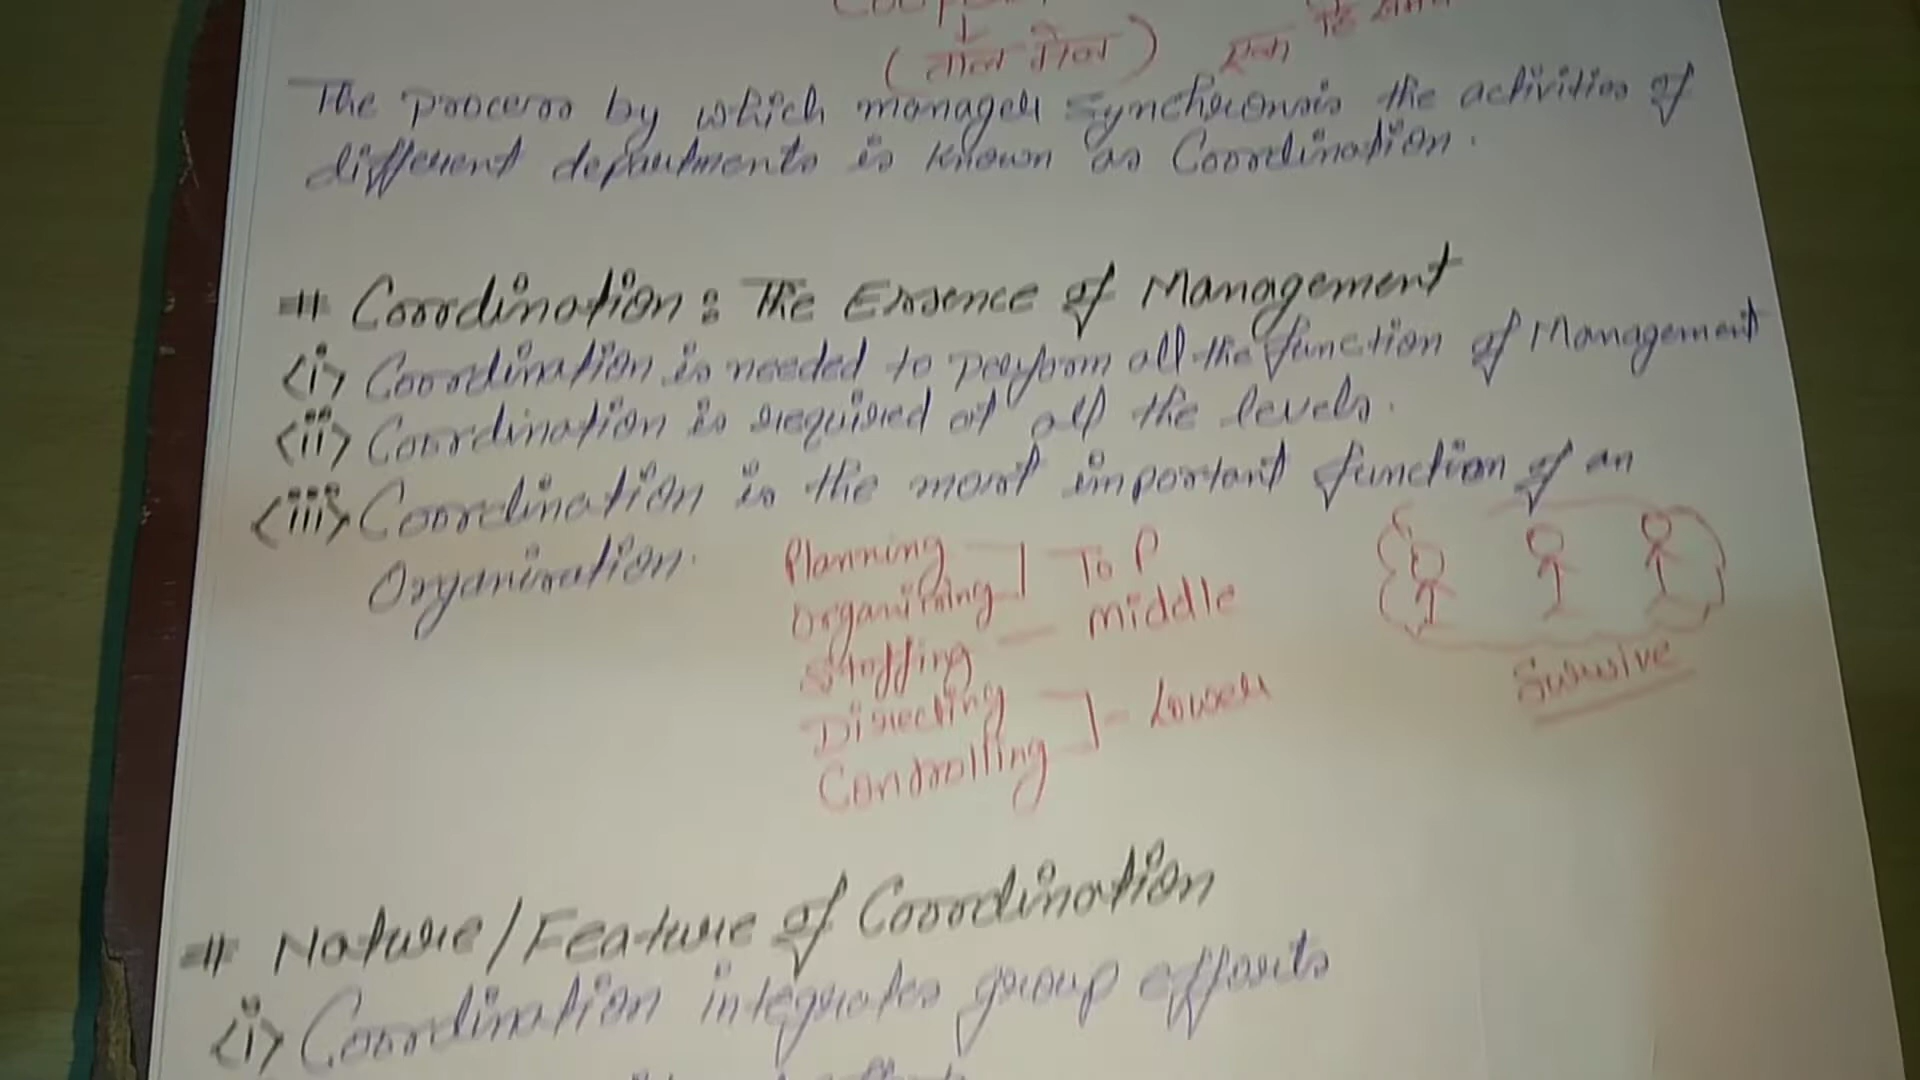 (ताल मेल)
The process by which manager synchronsis the activities of
different departments is known as Coordination.
# Coordination : The Essence of Management
<i> Coordination is needed to perform all the function of Management
<ii> Coordination is required at all the levels.
<iii> Coordination is the most important function of an
Organisation.
Planning
Organising
Top
Staffing — middle
Directing
Controlling
— Lower
Survive
# Nature/Feature of Coordination
<i> Coordination integrates group efforts